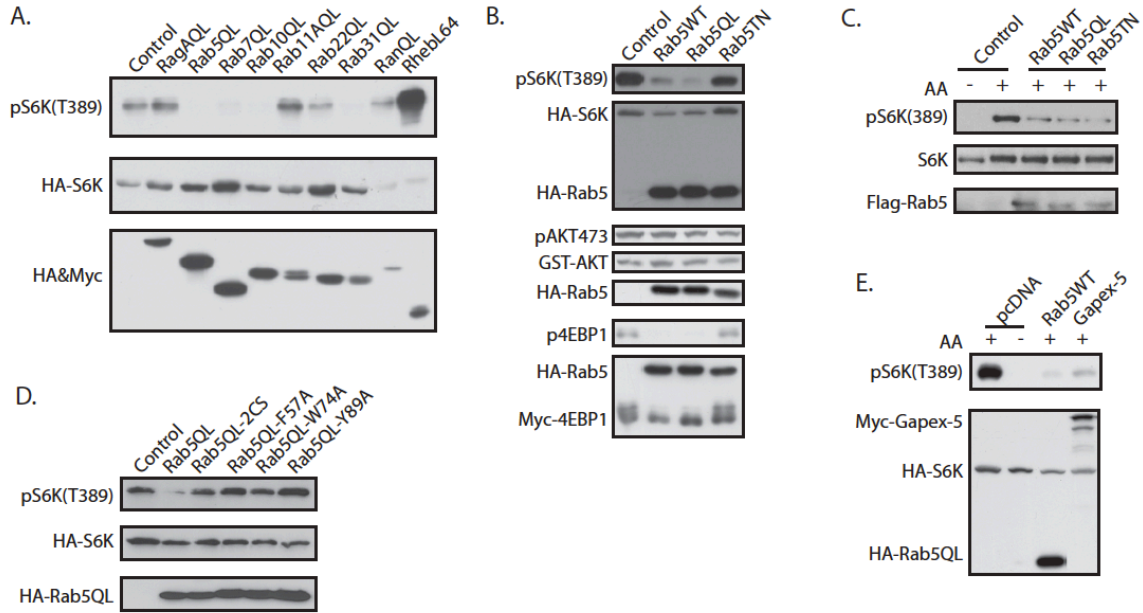 A.
Control
RagAQL
Rab5QL
Rab7QL
Rab10QL
Rab11AQL
Rab22QL
Rab31QL
RanQL
RhebL64
pS6K(T389)
HA-S6K
HA&Myc
B.
Control
Rab5WT
Rab5QL
Rab5TN
pS6K(T389)
HA-S6K
HA-Rab5
pAKT473
GST-AKT
HA-Rab5
p4EBP1
HA-Rab5
Myc-4EBP1
C.
Control
Rab5WT
Rab5QL
Rab5TN
AA - + + + +
pS6K(389)
S6K
Flag-Rab5
D.
Control
Rab5QL
Rab5QL-2CS
Rab5QL-F57A
Rab5QL-W74A
Rab5QL-Y89A
pS6K(T389)
HA-S6K
HA-Rab5QL
E.
pcDNA
Rab5WT
Gapex-5
AA + - + +
pS6K(T389)
Myc-Gapex-5
HA-S6K
HA-Rab5QL